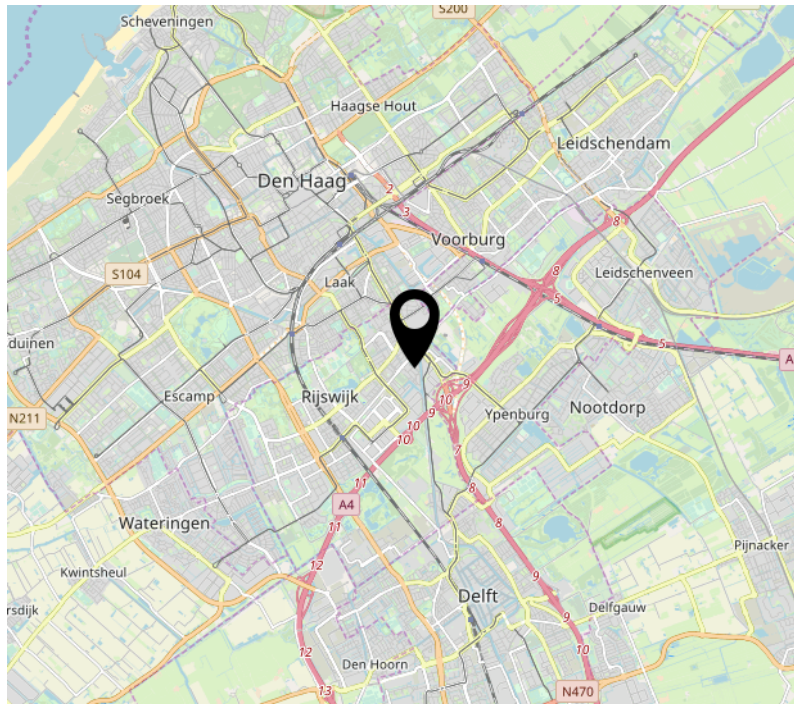 S200
Scheveningen
Haagse Hout
Leidschendam
Den Haag
2
Segbroek
3
8
Voorburg
8
S104
Leidschenveen
Laak
5
5
duinen
A
Escamp
Rijswijk
9
10
9
Nootdorp
N211
Ypenburg
10
10
7
11
8
A4
Wateringen
11
8
Pijnacker
12
Kwintsheul
9
Delft
rsdijk
Delfgauw
9
12
10
Den Hoorn
13
N470